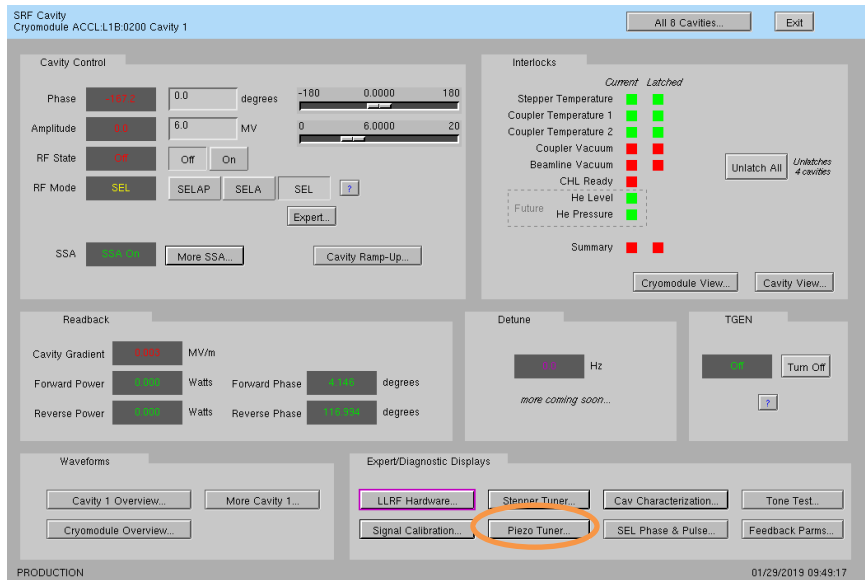 SRF Cavity
Cryomodule ACCL:L1B:0200 Cavity 1
All 8 Cavities...
Exit
Cavity Control
Phase
0.0
degrees
-180
0.0000
180
Amplitude
6.0
MV
0
6.0000
20
RF State
Off
Off
On
RF Mode
SEL
SELAP
SELA
SEL
?
Expert...
SSA
SSA On
More SSA...
Cavity Ramp-Up...
Interlocks
Current Latched
Stepper Temperature
Coupler Temperature 1
Coupler Temperature 2
Coupler Vacuum
Beamline Vacuum
CHL Ready
Future
He Level
He Pressure
Summary
Unlatch All
Unlatches
4 cavities
Cryomodule View...
Cavity View...
Readback
Cavity Gradient
MV/m
Forward Power
0.000
Watts
Forward Phase
4.146
degrees
Reverse Power
0.000
Watts
Reverse Phase
116.994
degrees
Detune
0.0
Hz
more coming soon...
TGEN
Off
Turn Off
?
Waveforms
Cavity 1 Overview...
More Cavity 1...
Cryomodule Overview...
Expert/Diagnostic Displays
LLRF Hardware...
Stepper Tuner...
Cav Characterization...
Tone Test...
Signal Calibration...
Piezo Tuner...
SEL Phase & Pulse...
Feedback Parms...
PRODUCTION
01/29/2019 09:49:17